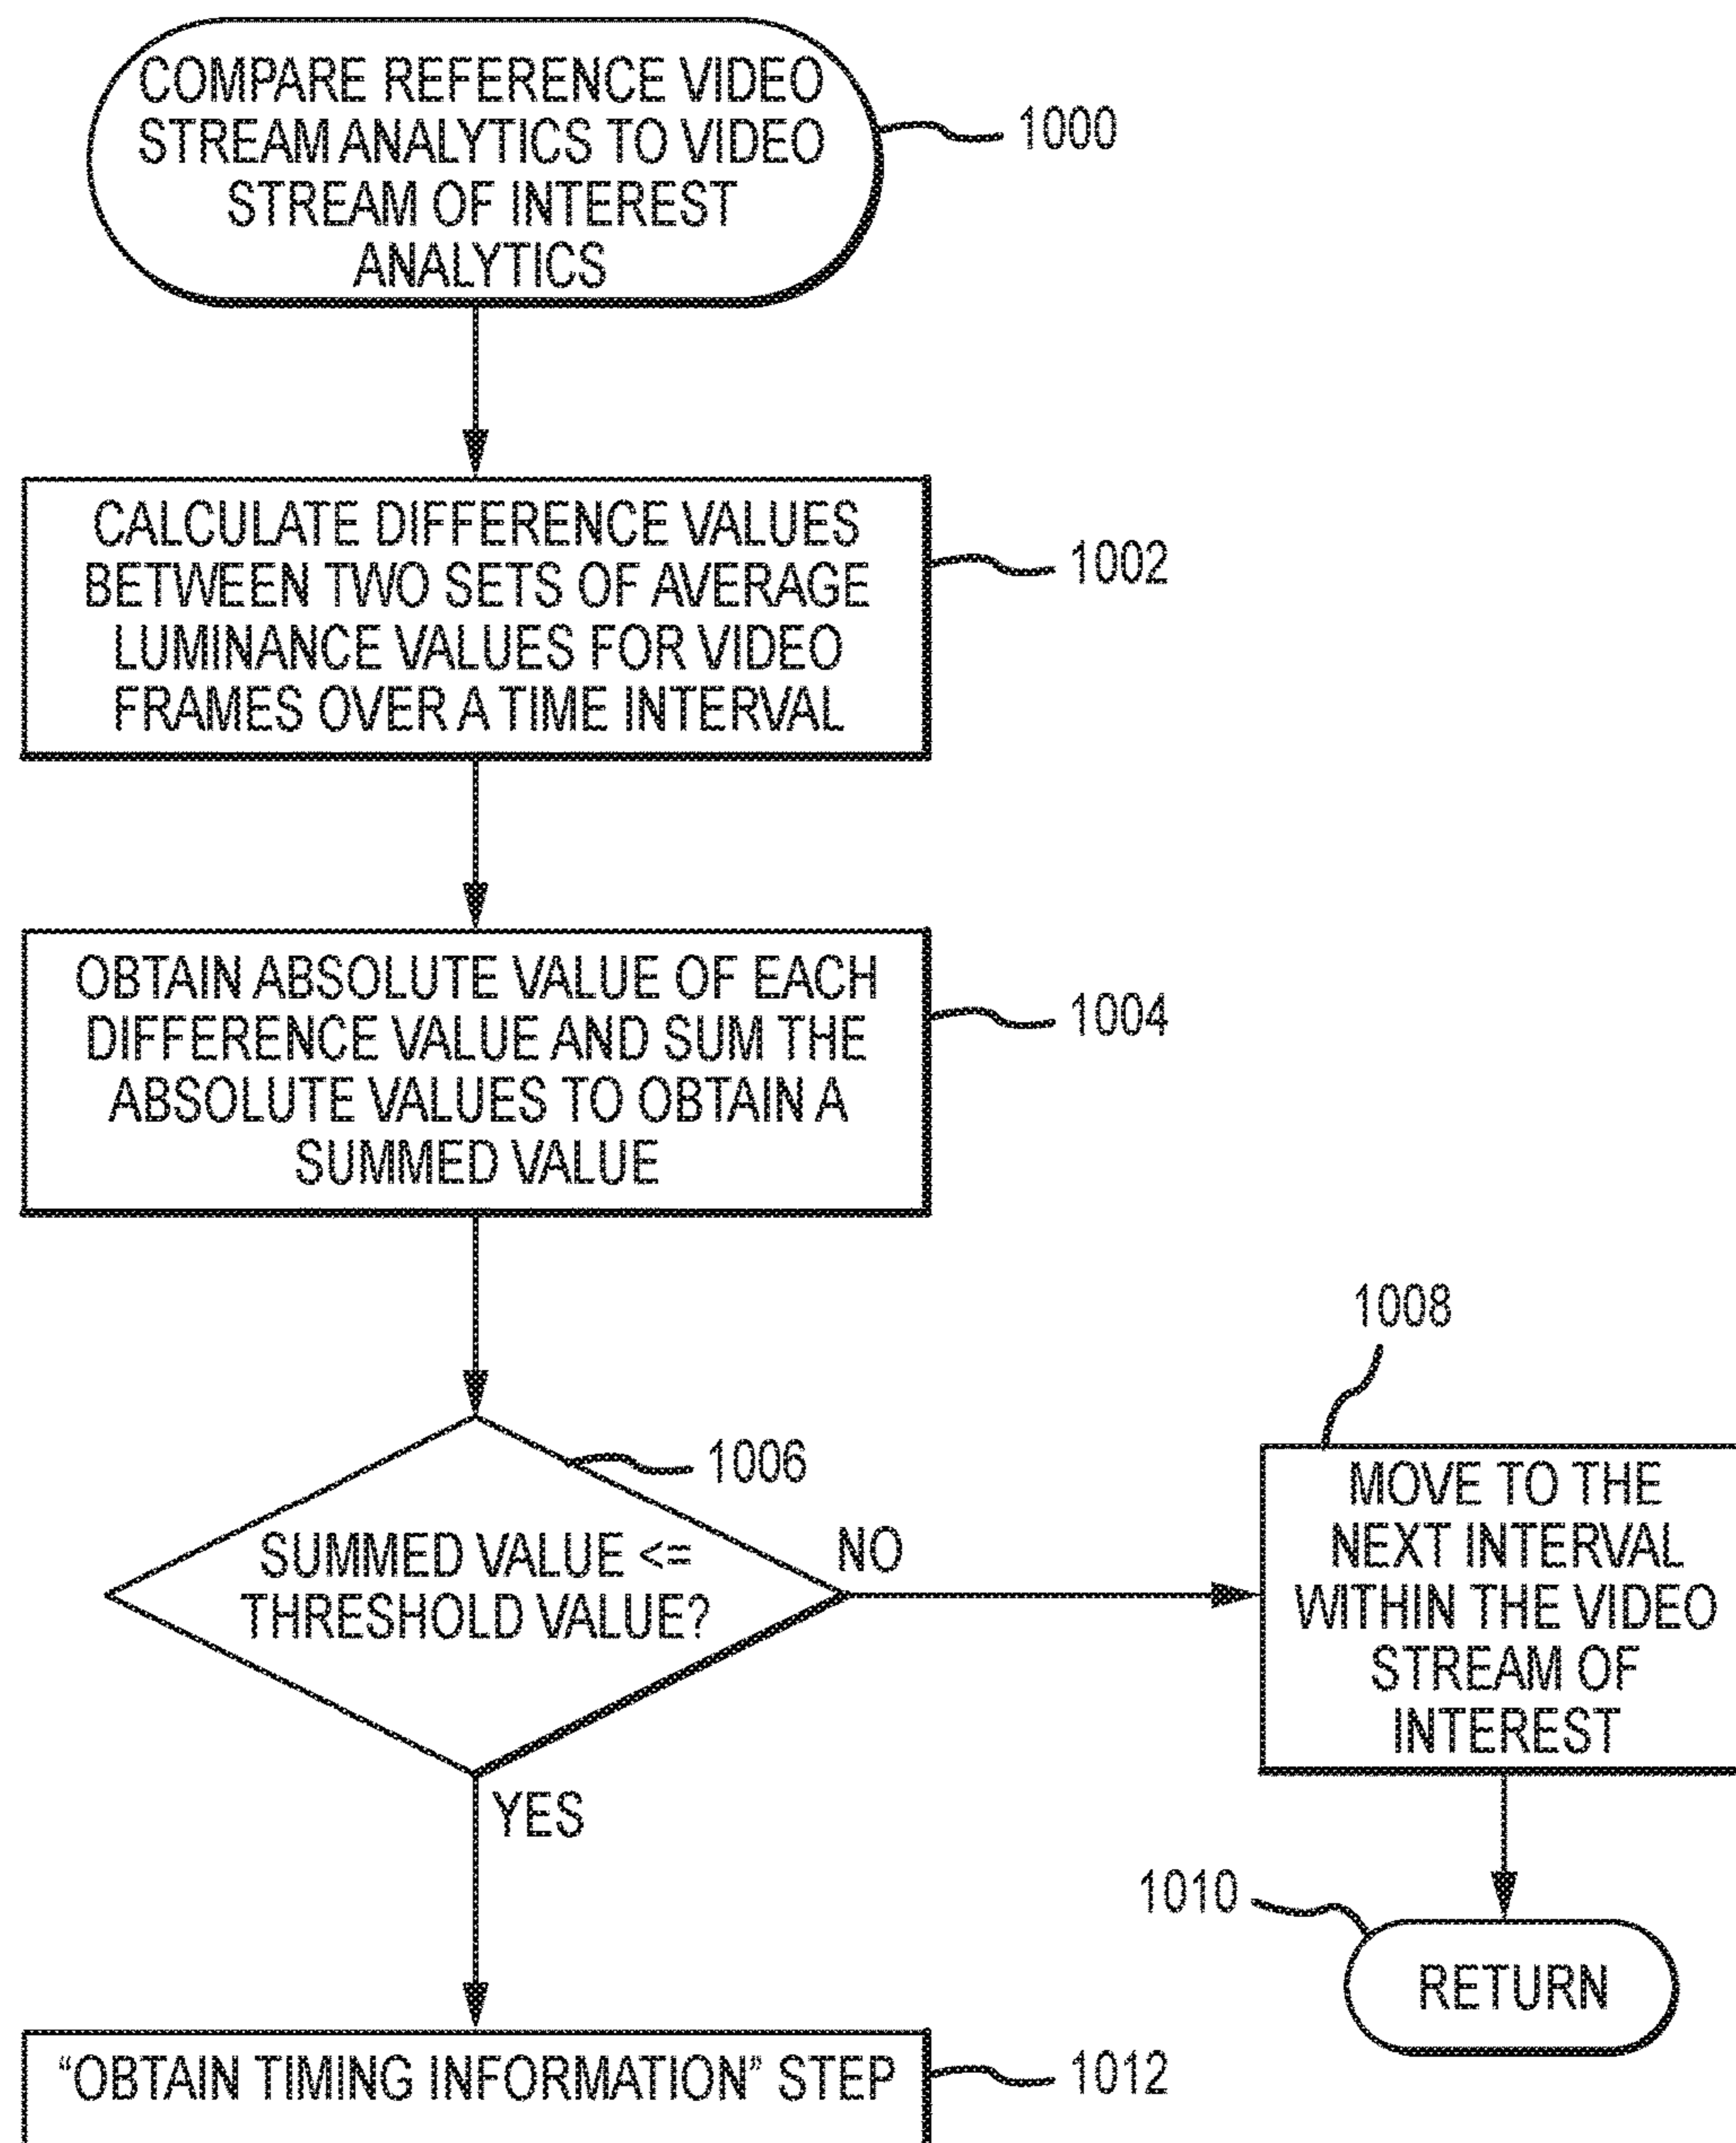 COMPARE REFERENCE VIDEO
STREAM ANALYTICS TO VIDEO
STREAM OF INTEREST
ANALYTICS
1000
CALCULATE DIFFERENCE VALUES
BETWEEN TWO SETS OF AVERAGE
LUMINANCE VALUES FOR VIDEO
FRAMES OVER A TIME INTERVAL
1002
OBTAIN ABSOLUTE VALUE OF EACH
DIFFERENCE VALUE AND SUM THE
ABSOLUTE VALUES TO OBTAIN A
SUMMED VALUE
1004
1006
SUMMED VALUE <=
THRESHOLD VALUE?
NO
YES
1008
MOVE TO THE
NEXT INTERVAL
WITHIN THE VIDEO
STREAM OF
INTEREST
1010
RETURN
“OBTAIN TIMING INFORMATION” STEP
1012